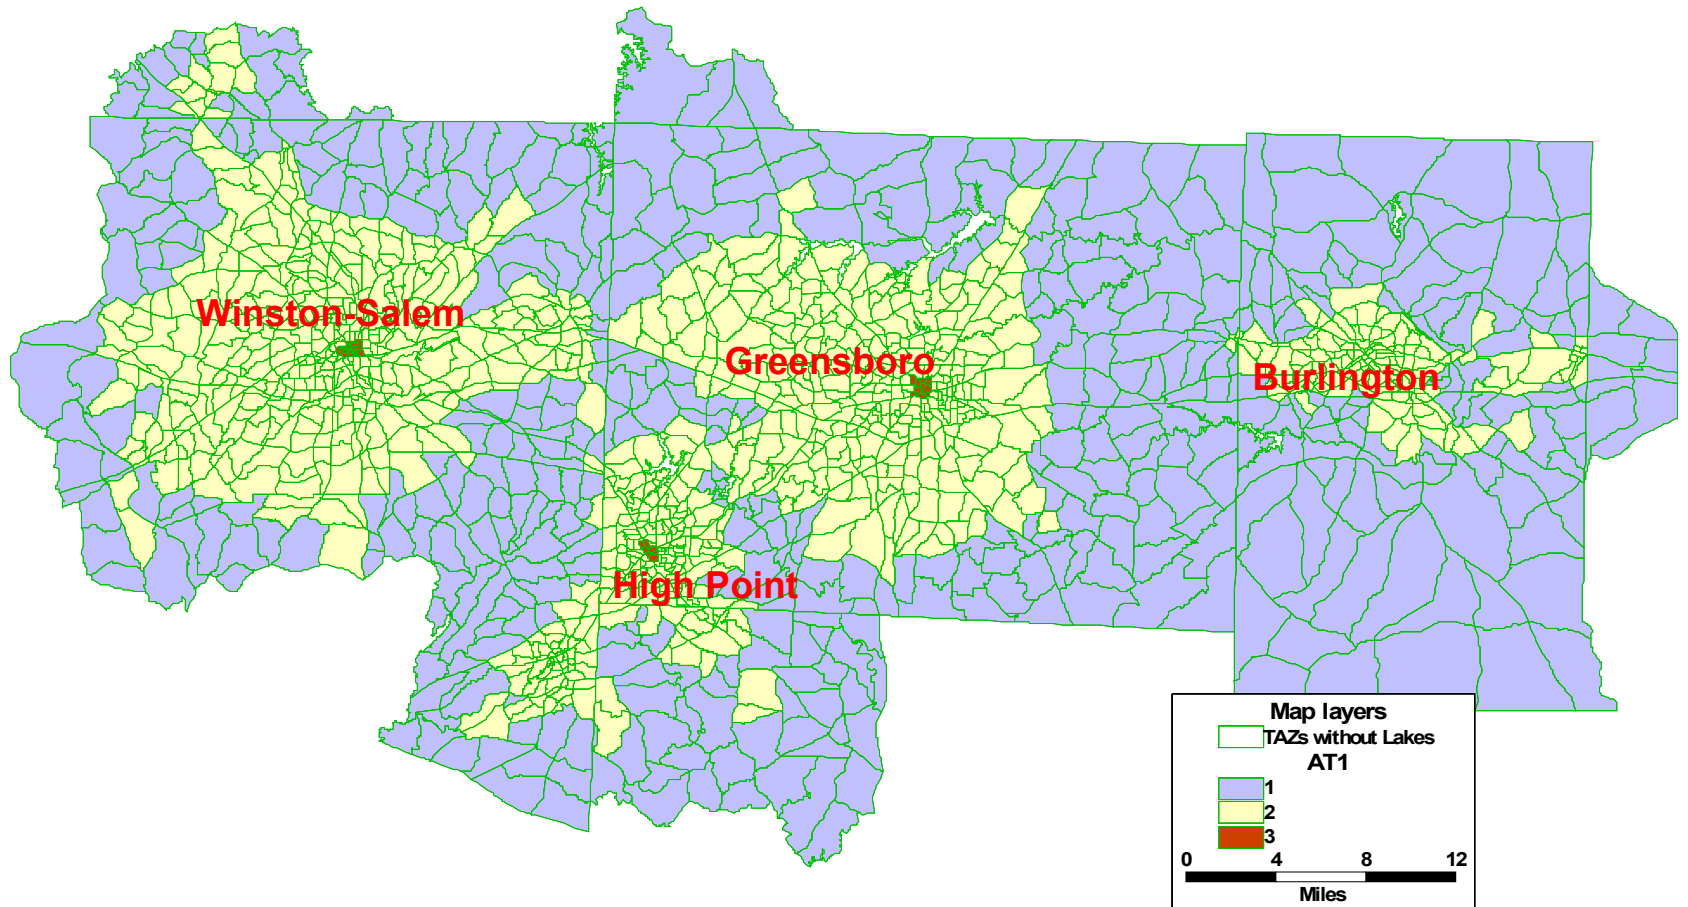 Winston-Salem
Greensboro
Burlington
High Point
Map layers
TAZs without Lakes
AT1
1
2
3
0 4 8 12
Miles